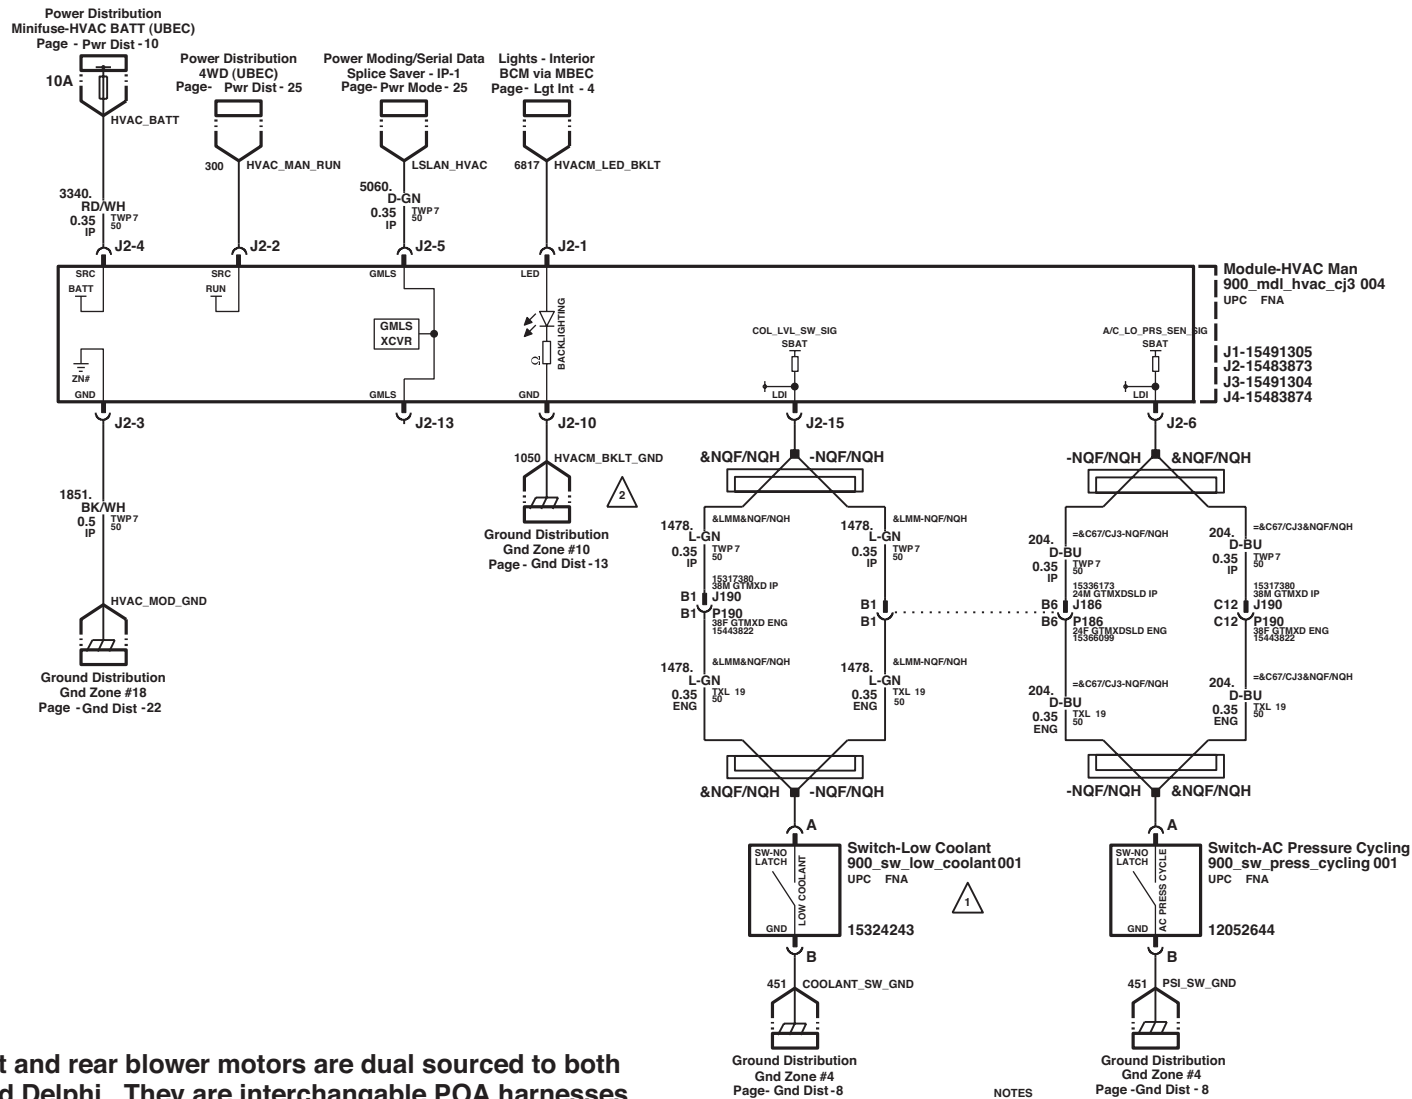 Power Distribution
Minifuse-HVAC BATT (UBEC)
Page - Pwr Dist -10
10A
HVAC_BATT
Power Distribution
4WD (UBEC)
Page- Pwr Dist - 25
300 HVAC_MAN_RUN
Power Moding/Serial Data
Splice Saver - IP-1
Page- Pwr Mode - 25
LSLAN_HVAC
Lights - Interior
BCM via MBEC
Page- Lgt Int - 4
6817 HVACM_LED_BKLT
3340.
RD/WH
0.35 TWP7
IP 50
5060.
D-GN
0.35 TWP7
IP 50
J2-4
J2-2
J2-5
J2-1
SRC
BATT
SRC
RUN
GMLS
LED
GMLS
XCVR
BACKLIGHTING
Ω
COL_LVL_SW_SIG
SBAT
A/C_LO_PRS_SEN_SIG
SBAT
ZN#
GND
GMLS
GND
LDI
LDI
Module-HVAC Man
900_mdl_hvac_cj3 004
UPC FNA
J1-15491305
J2-15483873
J3-15491304
J4-15483874
J2-3
J2-13
J2-10
J2-15
J2-6
1851.
BK/WH
0.5 TWP7
IP 50
HVAC_MOD_GND
Ground Distribution
Gnd Zone #18
Page - Gnd Dist -22
1050 HVACM_BKLT_GND
2
Ground Distribution
Gnd Zone #10
Page - Gnd Dist -13
&NQF/NQH -NQF/NQH
-NQF/NQH &NQF/NQH
&LMM&NQF/NQH
1478.
L-GN
0.35 TWP7
IP 50
15317380
38M GTMXD IP
B1 J190
B1 P190
38F GTMXD ENG
15443822
&LMM&NQF/NQH
1478.
L-GN
0.35 TXL 19
ENG 50
&LMM-NQF/NQH
1478.
L-GN
0.35 TWP7
IP 50
B1
B1
&LMM-NQF/NQH
1478.
L-GN
0.35 TXL 19
ENG 50
=&C67/CJ3-NQF/NQH
204.
D-BU
0.35 TWP7
IP 50
15336173
24M GTMXDSLD IP
B6 J186
B6 P186
24F GTMXDSLD ENG
15366099
=&C67/CJ3-NQF/NQH
204.
D-BU
0.35 TXL 19
ENG 50
=&C67/CJ3&NQF/NQH
204.
D-BU
0.35 TWP7
IP 50
15317380
38M GTMXD IP
C12 J190
C12 P190
38F GTMXD ENG
15443822
=&C67/CJ3&NQF/NQH
204.
D-BU
0.35 TXL 19
ENG 50
&NQF/NQH -NQF/NQH
-NQF/NQH &NQF/NQH
A
SW-NO
LATCH
LOW COOLANT
GND
Switch-Low Coolant
900_sw_low_coolant001
UPC FNA
1
15324243
B
451 COOLANT_SW_GND
Ground Distribution
Gnd Zone #4
Page- Gnd Dist -8
A
SW-NO
LATCH
AC PRESS CYCLE
GND
Switch-AC Pressure Cycling
900_sw_press_cycling 001
UPC FNA
12052644
B
451 PSI_SW_GND
Ground Distribution
Gnd Zone #4
Page -Gnd Dist - 8
t and rear blower motors are dual sourced to both
d Delphi. They are interchangable POA harnesses
NOTES